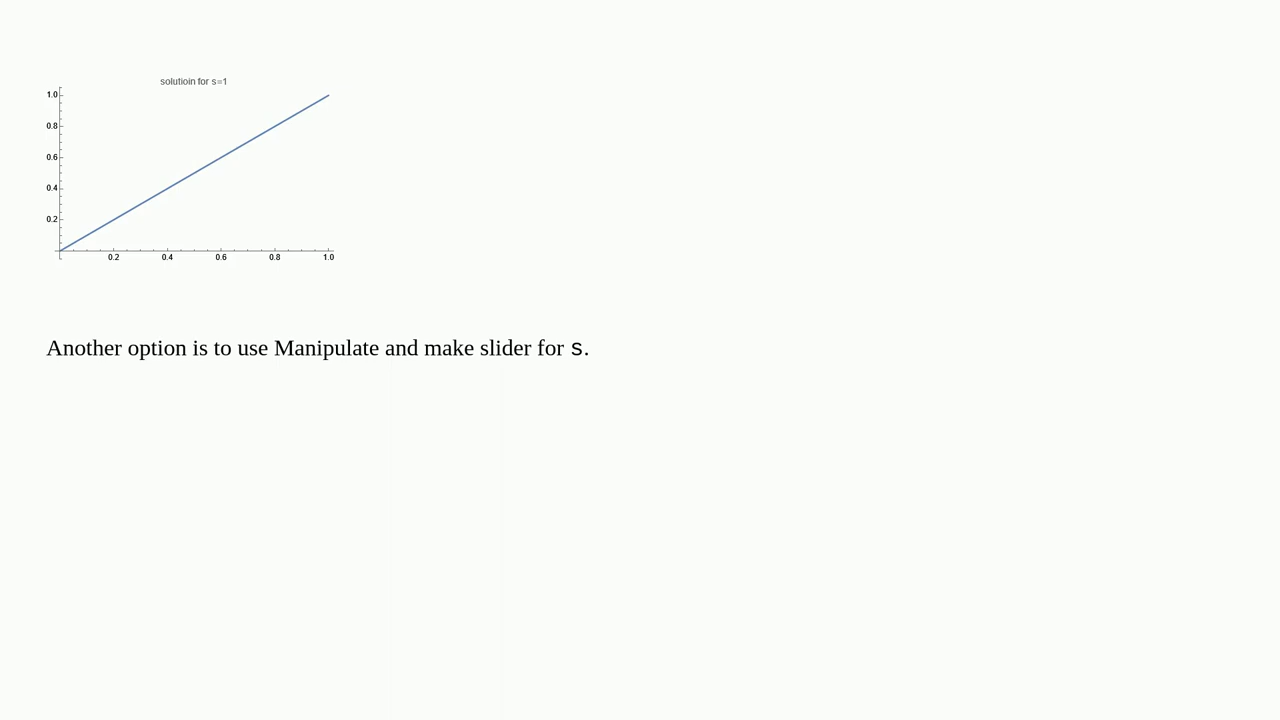 solutioin for s=1
1.0
0.8
0.6
0.4
0.2
0.2 0.4 0.6 0.8 1.0
Another option is to use Manipulate and make slider for s.